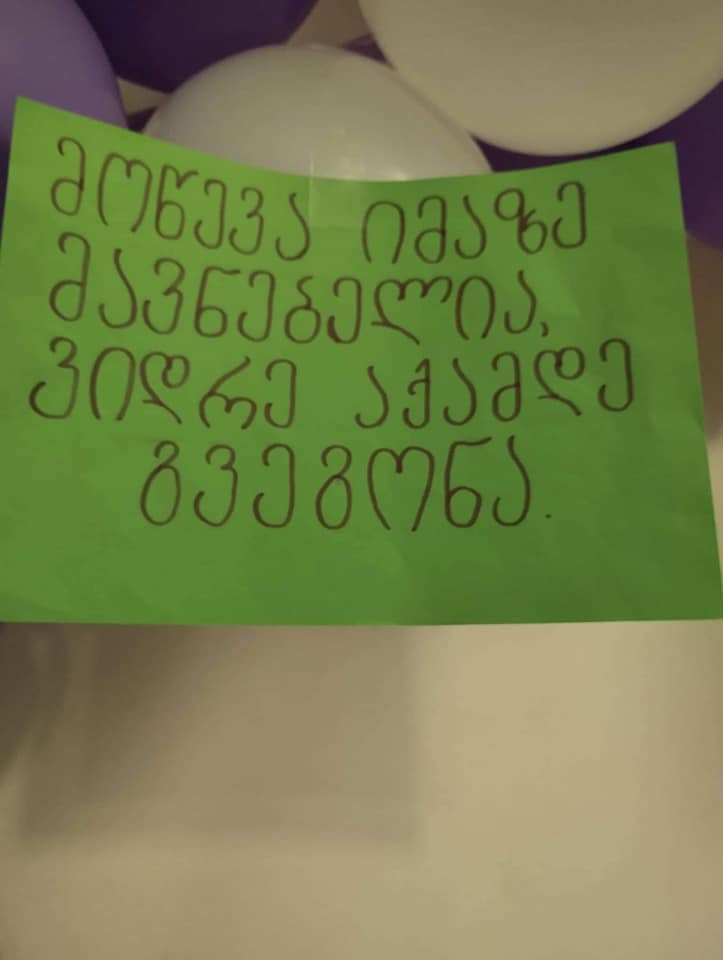 მოწევა იმაზე
მავნებელია,
ვიდრე აქამდე
გვეგონა.